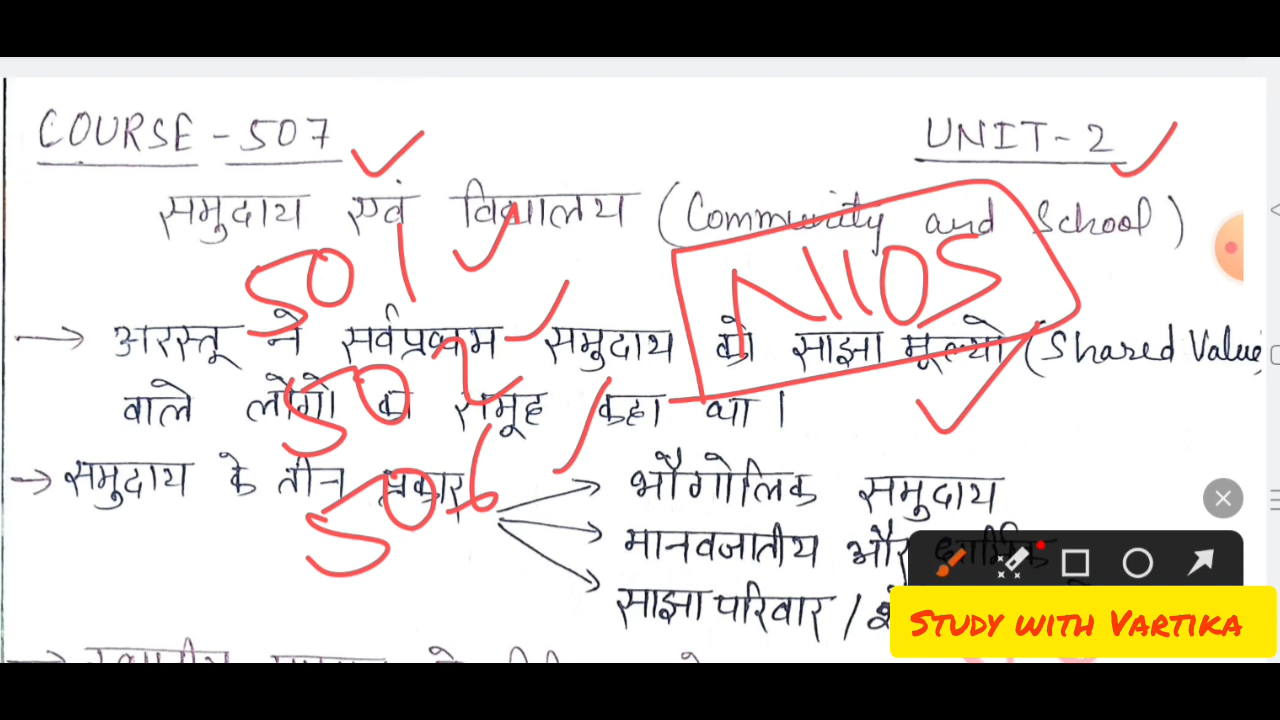 COURSE - 507 UNIT - 2
समुदाय एवं विद्यालय (Community and School)
501
NIOS
→ अरस्तू ने सर्वप्रथम समुदाय को साझा मूल्यो (Shared Value
502
वाले लोगो का समूह कहा था।
→ समुदाय के तीन प्रकार
506
भौगोलिक समुदाय
मानवजातीय और धार्मिक
साझा परिवार /
STUDY WITH VARTIKA